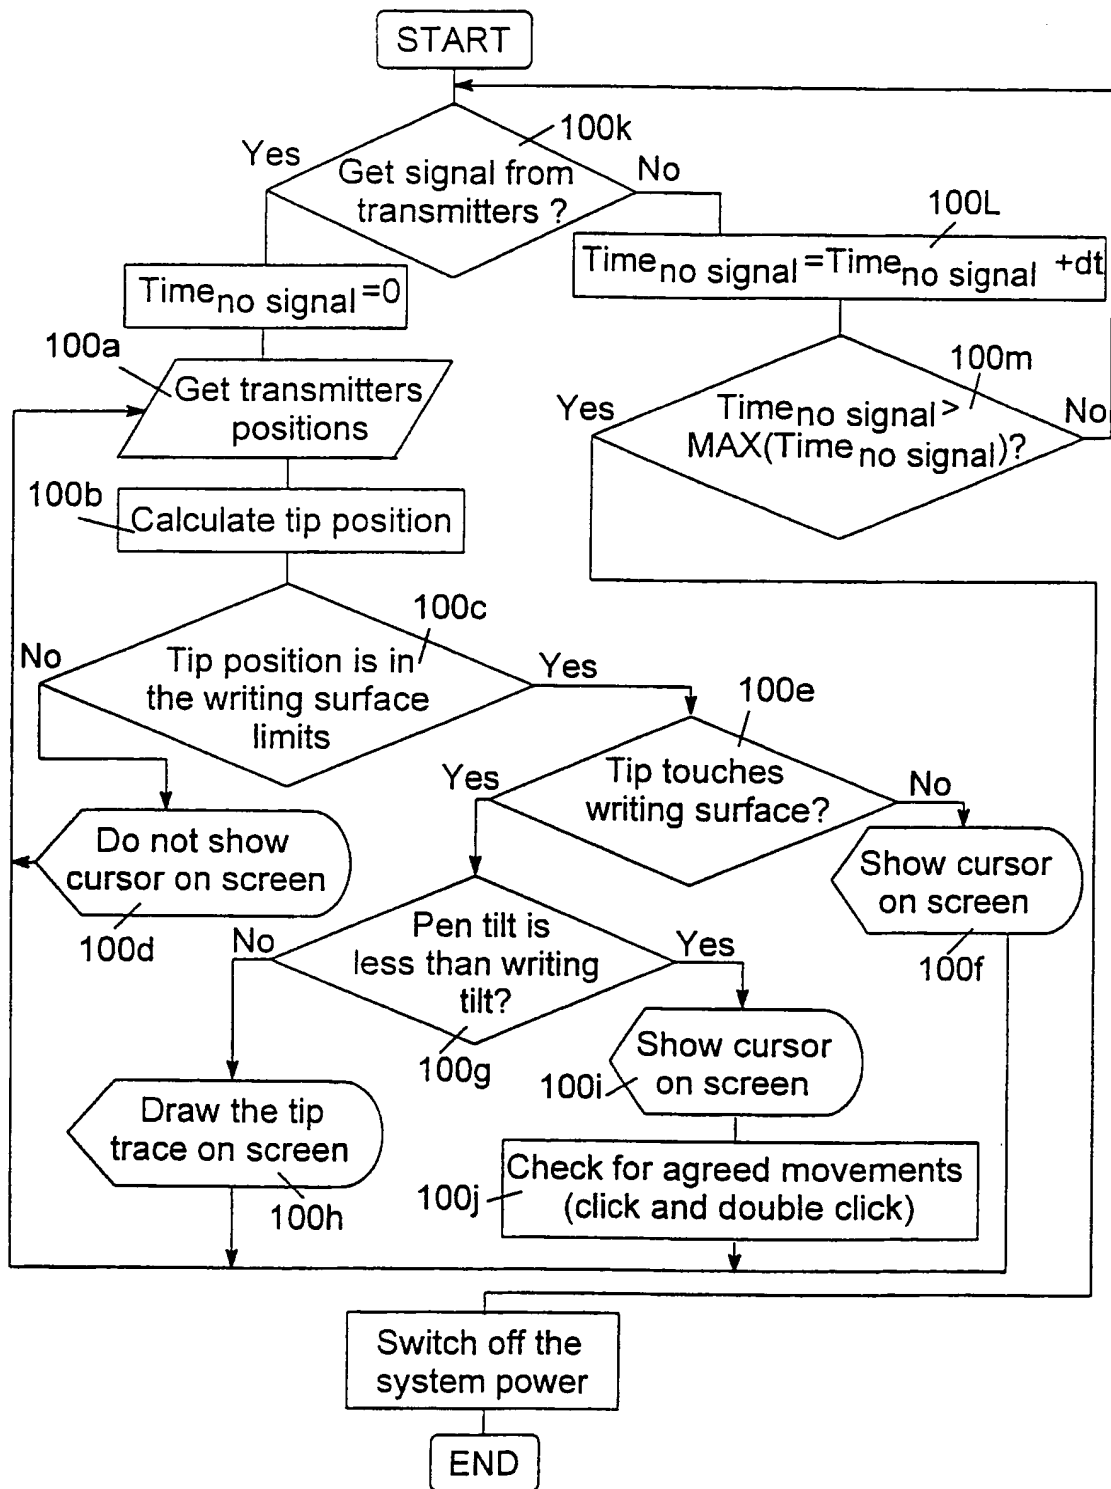 START
100k
Yes
Get signal from
transmitters ?
No
100L
Time no signal =0
Time no signal =Time no signal +dt
100a
Get transmitters
positions
100m
Yes
Time no signal >
MAX(Time no signal)?
No
100b
Calculate tip position
100c
No
Tip position is in
the writing surface
limits
Yes
100e
Yes
Tip touches
writing surface?
No
Do not show
cursor on screen
100d
Show cursor
on screen
100f
No
Pen tilt is
less than writing
tilt?
Yes
100g
Show cursor
on screen
100i
Draw the tip
trace on screen
100h
Check for agreed movements
(click and double click)
100j
Switch off the
system power
END